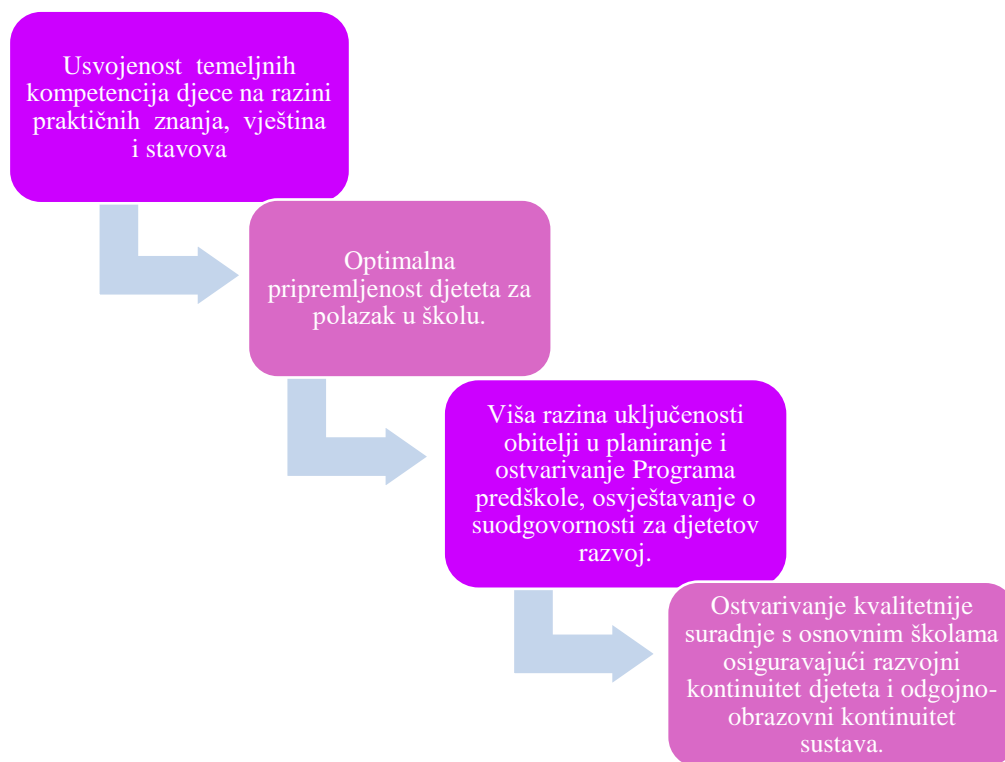 Usvojenost temeljnih
kompetencija djece na razini
praktičnih znanja, vještina
i stavova
Optimalna
pripremljenost djeteta za
polazak u školu.
Viša razina uključenosti
obitelji u planiranje i
ostvarivanje Programa
predškole, osvještavanje o
suodgovornosti za djetetov
razvoj.
Ostvarivanje kvalitetnije
suradnje s osnovnim školama
osiguravajući razvojni
kontinuitet djeteta i odgojno-
obrazovni kontinuitet
sustava.